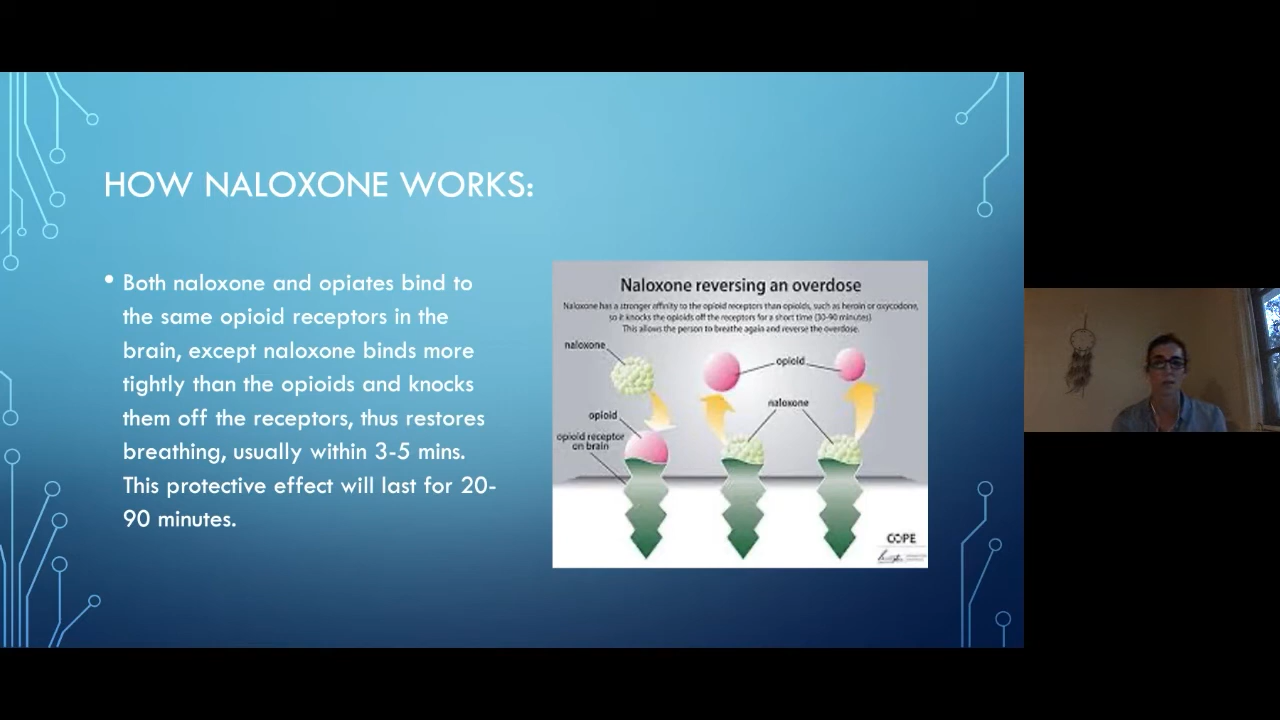 HOW NALOXONE WORKS:
• Both naloxone and opiates bind to
the same opioid receptors in the
brain, except naloxone binds more
tightly than the opioids and knocks
them off the receptors, thus restores
breathing, usually within 3-5 mins.
This protective effect will last for 20-
90 minutes.
Naloxone reversing an overdose
Naloxone has a stronger affinity to the opioid receptors than opioids, such as heroin or oxycodone,
so it knocks the opioids off the receptors for a short time (30-90 minutes)
This allows the person to breathe again and reverse the overdose.
naloxone
opioid
naloxone
opioid
opioid receptor
on brain
COPE